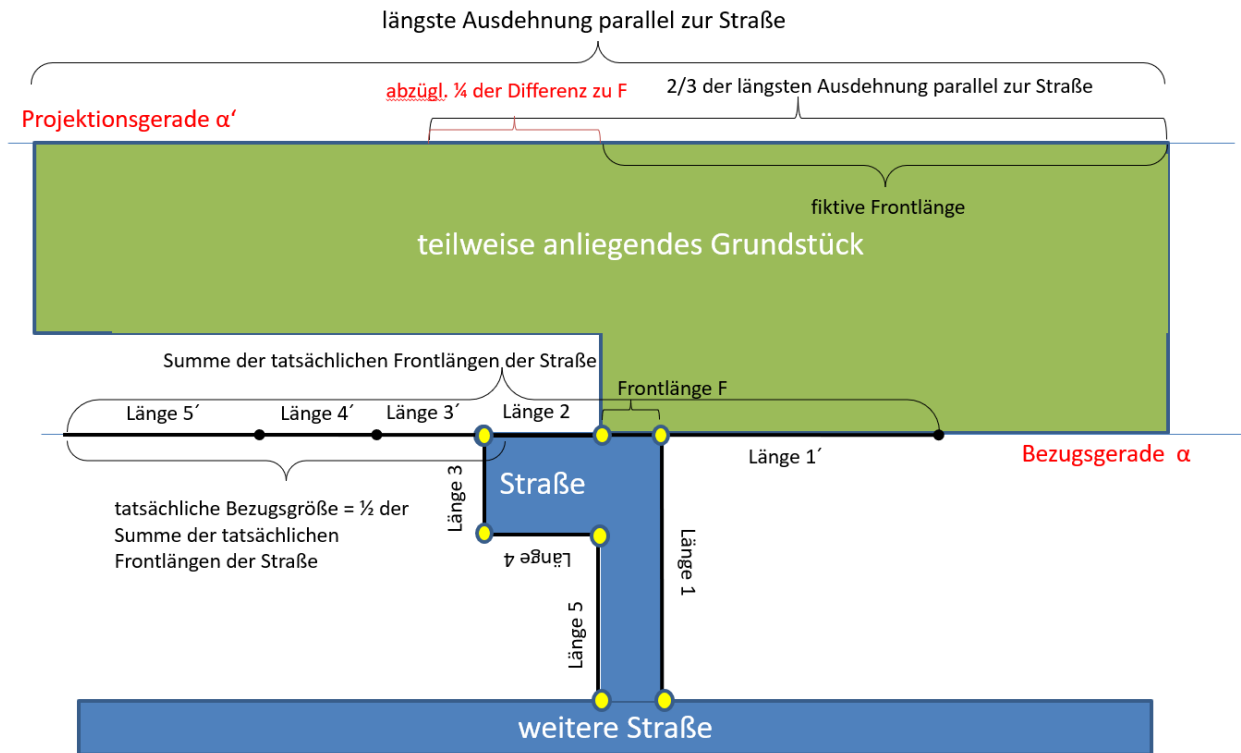 längste Ausdehnung parallel zur Straße
abzügl. ¼ der Differenz zu F
2/3 der längsten Ausdehnung parallel zur Straße
Projektionsgerade α‘
fiktive Frontlänge
teilweise anliegendes Grundstück
Summe der tatsächlichen Frontlängen der Straße
Frontlänge F
Länge 5´
Länge 4´
Länge 3´
Länge 2
Länge 1´
Bezugsgerade α
Länge 3
Straße
tatsächliche Bezugsgröße = ½ der
Summe der tatsächlichen
Frontlängen der Straße
Länge 4
Länge 1
Länge 5
weitere Straße